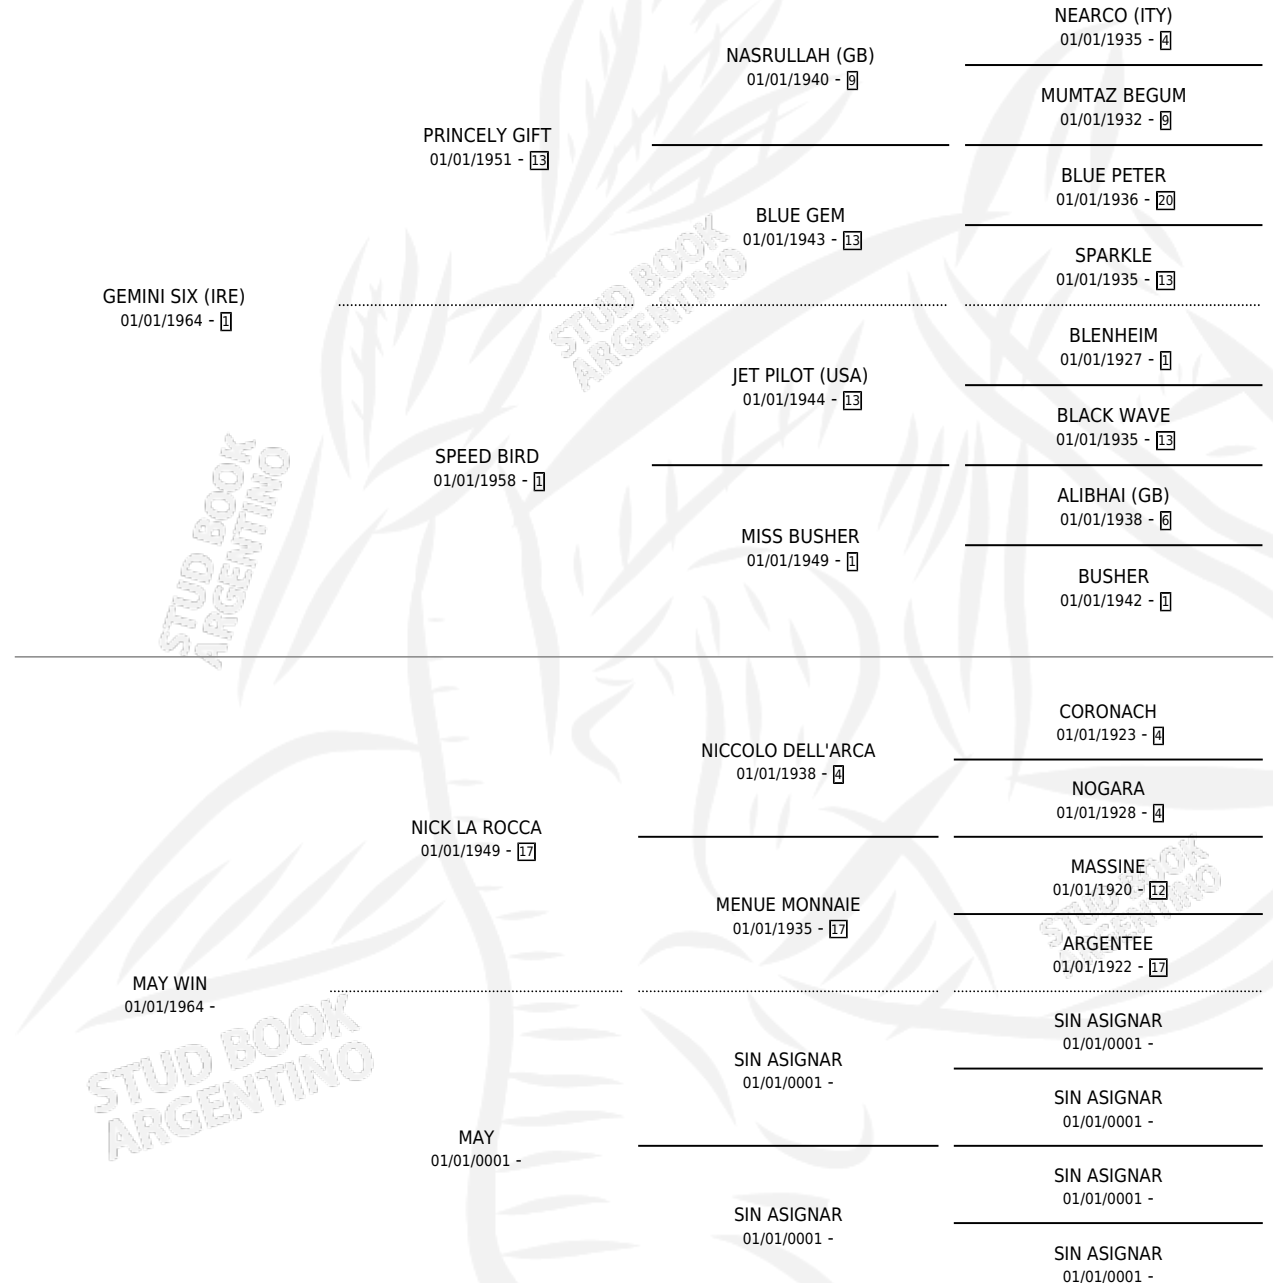 NEARCO (ITY)
01/01/1935 - 4
NASRULLAH (GB)
01/01/1940 - 9
MUMTAZ BEGUM
01/01/1932 - 9
PRINCELY GIFT
01/01/1951 - 13
BLUE PETER
01/01/1936 - 20
BLUE GEM
01/01/1943 - 13
SPARKLE
01/01/1935 - 13
GEMINI SIX (IRE)
01/01/1964 - 1
BLENHEIM
01/01/1927 - 1
JET PILOT (USA)
01/01/1944 - 13
BLACK WAVE
01/01/1935 - 13
SPEED BIRD
01/01/1958 - 1
ALIBHAI (GB)
01/01/1938 - 6
MISS BUSHER
01/01/1949 - 1
BUSHER
01/01/1942 - 1
CORONACH
01/01/1923 - 4
NICCOLO DELL'ARCA
01/01/1938 - 4
NOGARA
01/01/1928 - 4
NICK LA ROCCA
01/01/1949 - 17
MASSINE
01/01/1920 - 12
MENUE MONNAIE
01/01/1935 - 17
ARGENTEE
01/01/1922 - 17
MAY WIN
01/01/1964 -
SIN ASIGNAR
01/01/0001 -
SIN ASIGNAR
01/01/0001 -
SIN ASIGNAR
01/01/0001 -
MAY
01/01/0001 -
SIN ASIGNAR
01/01/0001 -
SIN ASIGNAR
01/01/0001 -
SIN ASIGNAR
01/01/0001 -
STUD BOOK
ARGENTINO
STUD BOOK
ARGENTINO
STUD BOOK
ARGENTINO
STUD BOOK
ARGENTINO